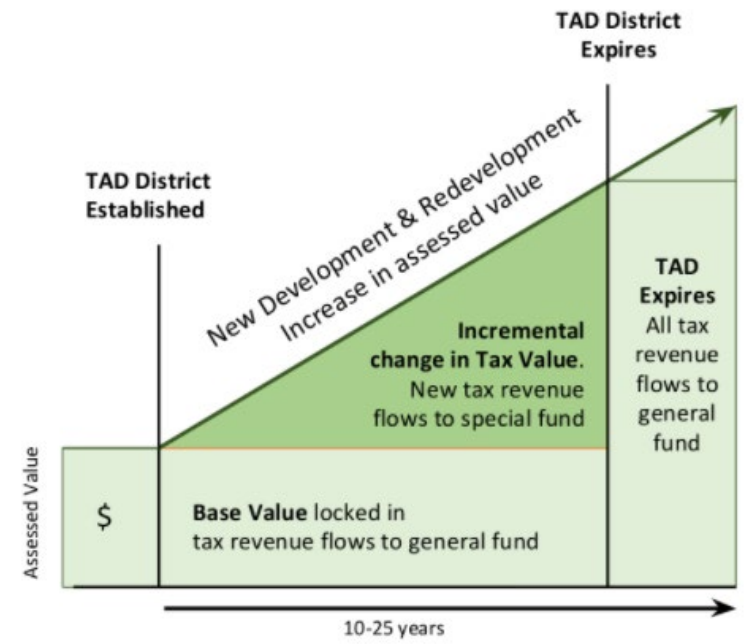 TAD District
Expires
TAD District
Established
New Development & Redevelopment
Increase in assessed value
Incremental
change in Tax Value.
New tax revenue
flows to special fund
TAD
Expires
All tax
revenue
flows to
general
fund
Assessed Value
$
Base Value locked in
tax revenue flows to general fund
10-25 years